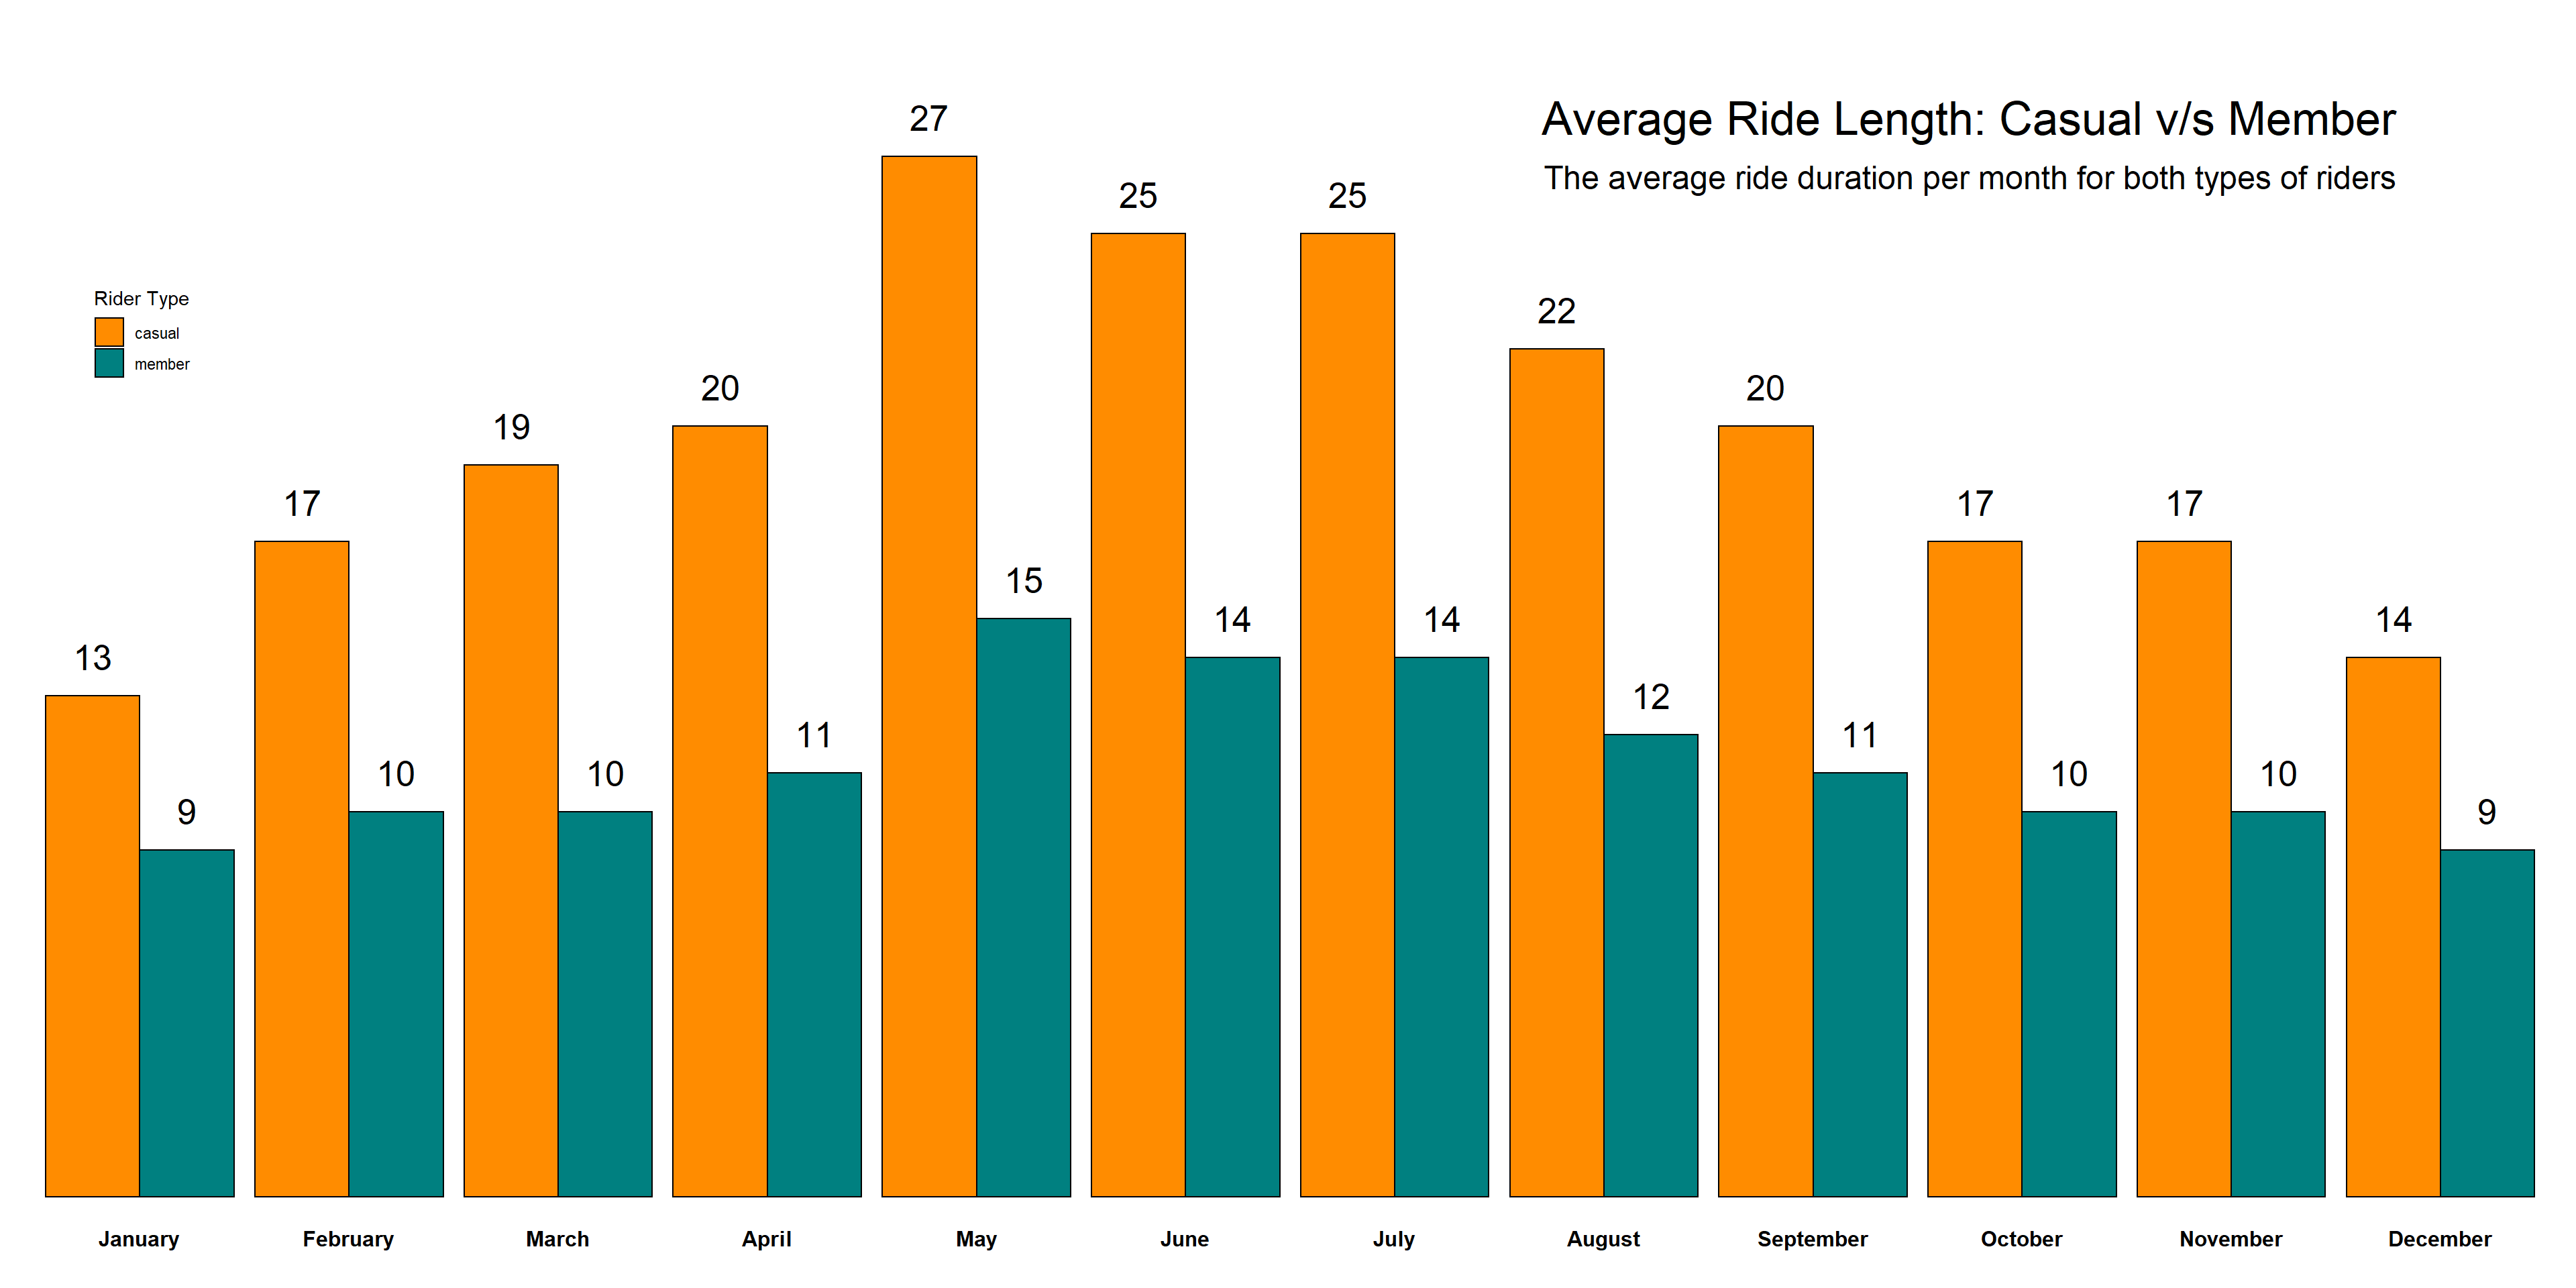 Average Ride Length: Casual v/s Member
The average ride duration per month for both types of riders
Rider Type
casual
member
13
9
17
10
19
10
20
11
27
15
25
14
25
14
22
12
20
11
17
10
17
10
14
9
January
February
March
April
May
June
July
August
September
October
November
December